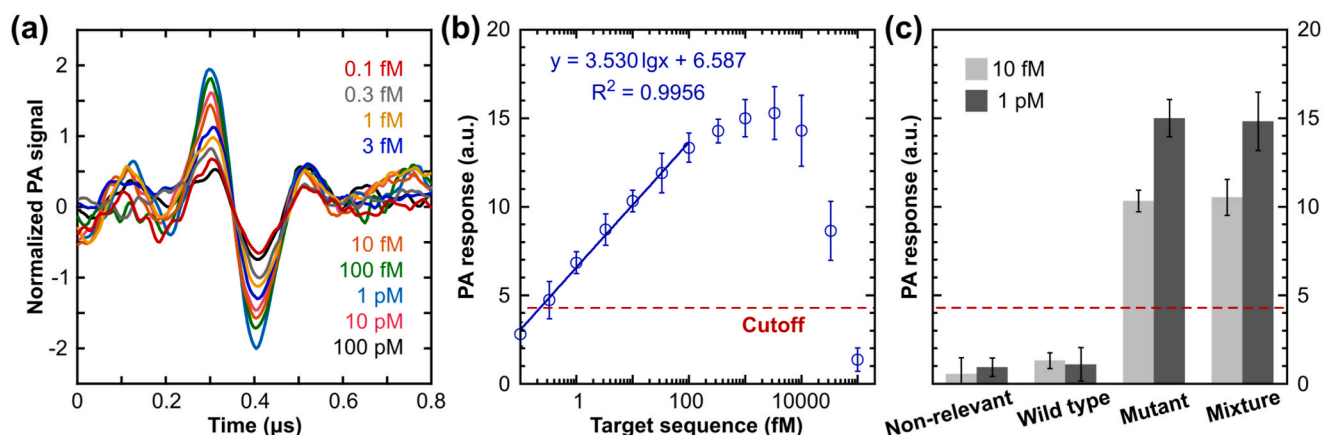 (a)
Normalized PA signal
2
1
0
-1
-2
0.1 fM
0.3 fM
1 fM
3 fM
10 fM
100 fM
1 pM
10 pM
100 pM
0 0.2 0.4 0.6 0.8
Time (µs)
(b)
PA response (a.u.)
20
15
10
5
0
y = 3.530 lgx + 6.587
R² = 0.9956
Cutoff
1 100 10000
Target sequence (fM)
(c)
PA response (a.u.)
20
15
10
5
0
10 fM
1 pM
Non-relevant
Wild type
Mutant
Mixture